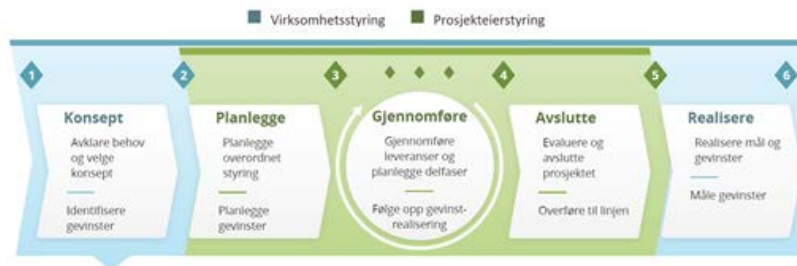 Virksomhetsstyring
Prosjekteierstyring
1
2
3
4
5
6
Konsept
Avklare behov
og velge
konsept
Identifisere
gevinster
Planlegge
Planlegge
overordnet
styring
Planlegge
gevinster
Gjennomføre
Gjennomføre
leveranser og
planlegge delfaser
Følge opp gevinst-
realisering
Avslutte
Evaluere og
avslutte
prosjektet
Overføre til linjen
Realisere
Realisere mål og
gevinster
Måle gevinster